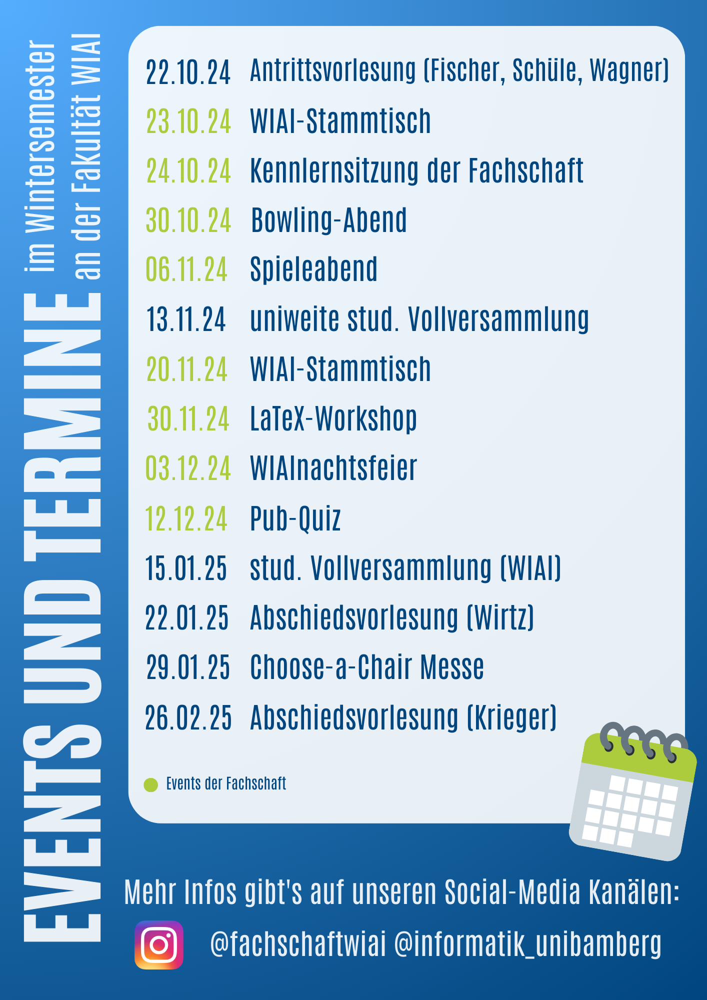 EVENTS UND TERMINE
im Wintersemester
an der Fakultät WIAI
22.10.24 Antrittsvorlesung (Fischer, Schüle, Wagner)
23.10.24 WIAI-Stammtisch
24.10.24 Kennlernsitzung der Fachschaft
30.10.24 Bowling-Abend
06.11.24 Spieleabend
13.11.24 uniweite stud. Vollversammlung
20.11.24 WIAI-Stammtisch
30.11.24 LaTeX-Workshop
03.12.24 WIAInachtsfeier
12.12.24 Pub-Quiz
15.01.25 stud. Vollversammlung (WIAI)
22.01.25 Abschiedsvorlesung (Wirtz)
29.01.25 Choose-a-Chair Messe
26.02.25 Abschiedsvorlesung (Krieger)
Events der Fachschaft
Mehr Infos gibt's auf unseren Social-Media Kanälen:
@fachschaftwiai @informatik_unibamberg